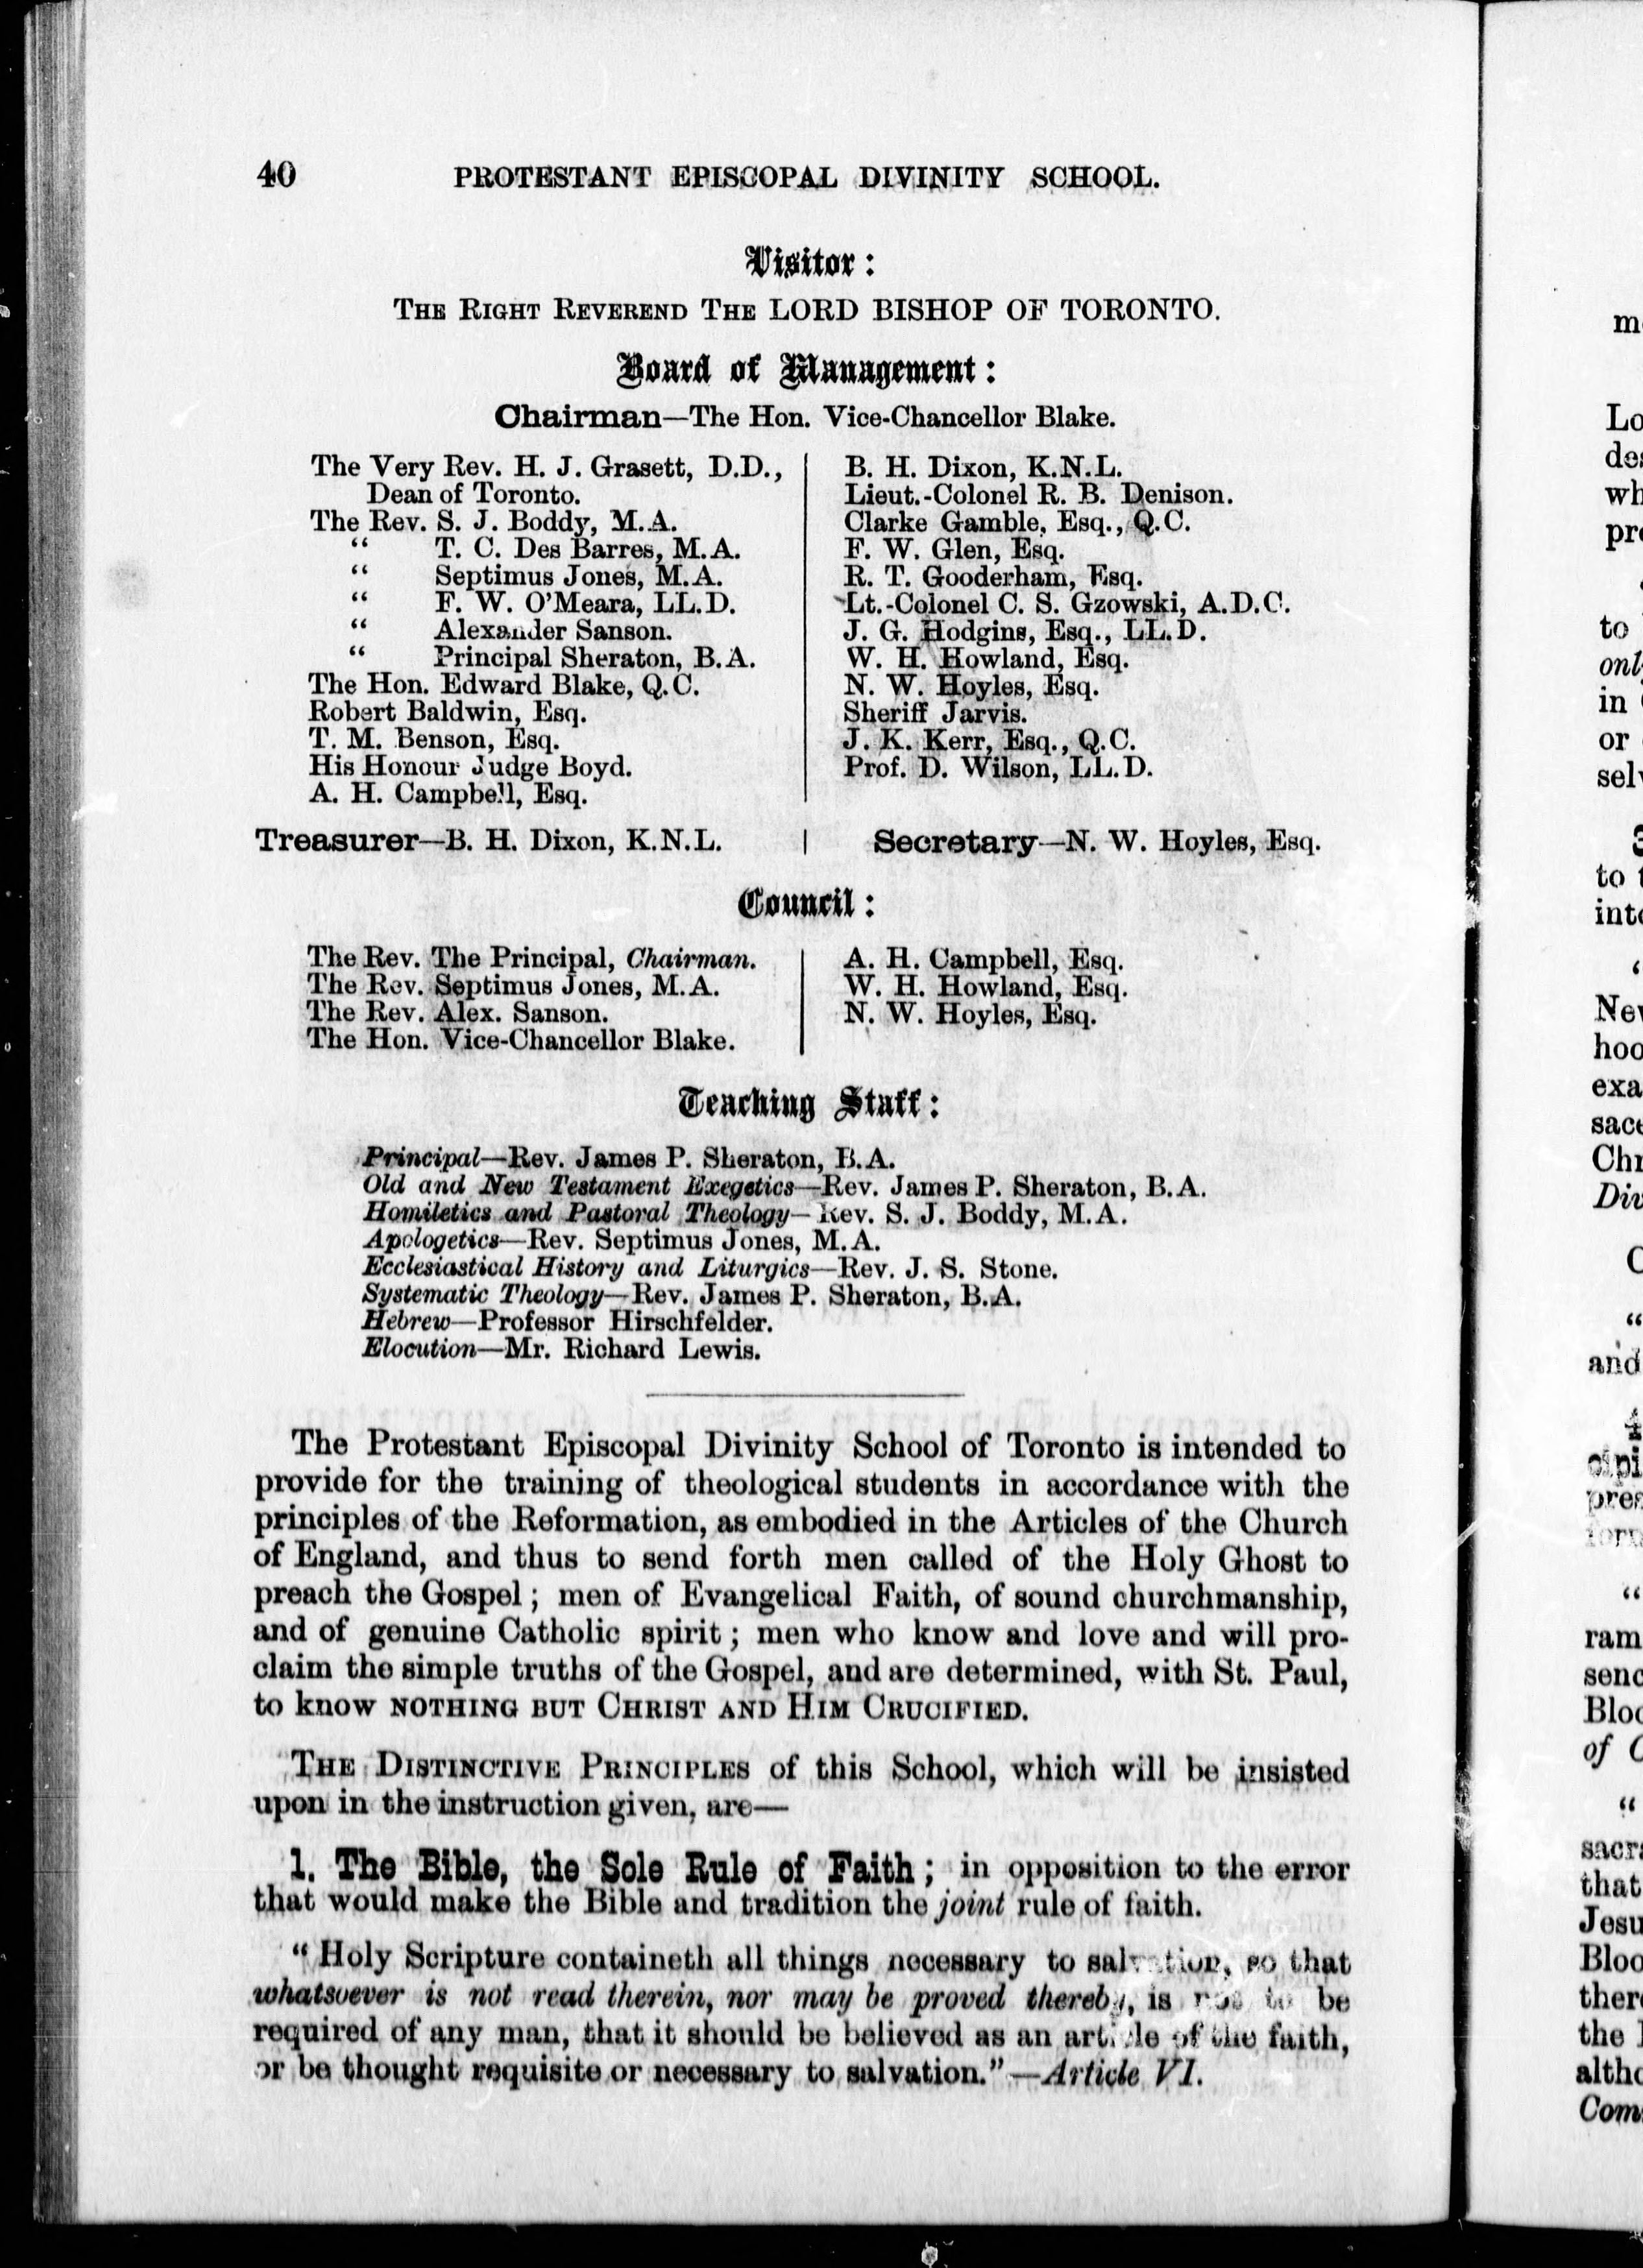 40 PROTESTANT EPISCOPAL DIVINITY SCHOOL.
Visitor:
THE RIGHT REVEREND THE LORD BISHOP OF TORONTO.
Board of Management:
Chairman—The Hon. Vice-Chancellor Blake.
The Very Rev. H. J. Grasett, D.D.,
Dean of Toronto.
The Rev. S. J. Boddy, M.A.
“ T. C. Des Barres, M.A.
“ Septimus Jones, M.A.
“ F. W. O'Meara, LL.D.
“ Alexander Sanson.
“ Principal Sheraton, B.A.
The Hon. Edward Blake, Q.C.
Robert Baldwin, Esq.
T. M. Benson, Esq.
His Honour Judge Boyd.
A. H. Campbell, Esq.
B. H. Dixon, K.N.L.
Lieut.-Colonel R. B. Denison.
Clarke Gamble, Esq., Q.C.
F. W. Glen, Esq.
R. T. Gooderham, Esq.
Lt.-Colonel C. S. Gzowski, A.D.C.
J. G. Hodgins, Esq., LL.D.
W. H. Howland, Esq.
N. W. Hoyles, Esq.
Sheriff Jarvis.
J. K. Kerr, Esq., Q.C.
Prof. D. Wilson, LL.D.
Treasurer—B. H. Dixon, K.N.L.
Secretary—N. W. Hoyles, Esq.
Council:
The Rev. The Principal, Chairman.
The Rev. Septimus Jones, M.A.
The Rev. Alex. Sanson.
The Hon. Vice-Chancellor Blake.
A. H. Campbell, Esq.
W. H. Howland, Esq.
N. W. Hoyles, Esq.
Teaching Staff:
Principal—Rev. James P. Sheraton, B.A.
Old and New Testament Exegetics—Rev. James P. Sheraton, B.A.
Homiletics and Pastoral Theology—Rev. S. J. Boddy, M.A.
Apologetics—Rev. Septimus Jones, M.A.
Ecclesiastical History and Liturgics—Rev. J. S. Stone.
Systematic Theology—Rev. James P. Sheraton, B.A.
Hebrew—Professor Hirschfelder.
Elocution—Mr. Richard Lewis.
The Protestant Episcopal Divinity School of Toronto is intended to
provide for the training of theological students in accordance with the
principles of the Reformation, as embodied in the Articles of the Church
of England, and thus to send forth men called of the Holy Ghost to
preach the Gospel; men of Evangelical Faith, of sound churchmanship,
and of genuine Catholic spirit; men who know and love and will pro-
claim the simple truths of the Gospel, and are determined, with St. Paul,
to know NOTHING BUT CHRIST AND HIM CRUCIFIED.
THE DISTINCTIVE PRINCIPLES of this School, which will be insisted
upon in the instruction given, are—
1. The Bible, the Sole Rule of Faith; in opposition to the error
that would make the Bible and tradition the joint rule of faith.
“Holy Scripture containeth all things necessary to salvation, so that
whatsoever is not read therein, nor may be proved thereby, is not to be
required of any man, that it should be believed as an article of the faith,
or be thought requisite or necessary to salvation.”—Article VI.